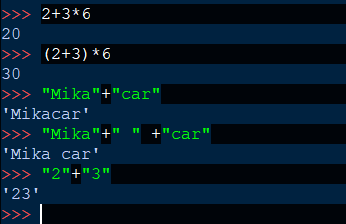 >>> 2+3*6
20
>>> (2+3)*6
30
>>> "Mika"+"car"
'Mikacar'
>>> "Mika"+" " +"car"
'Mika car'
>>> "2"+"3"
'23'
>>>